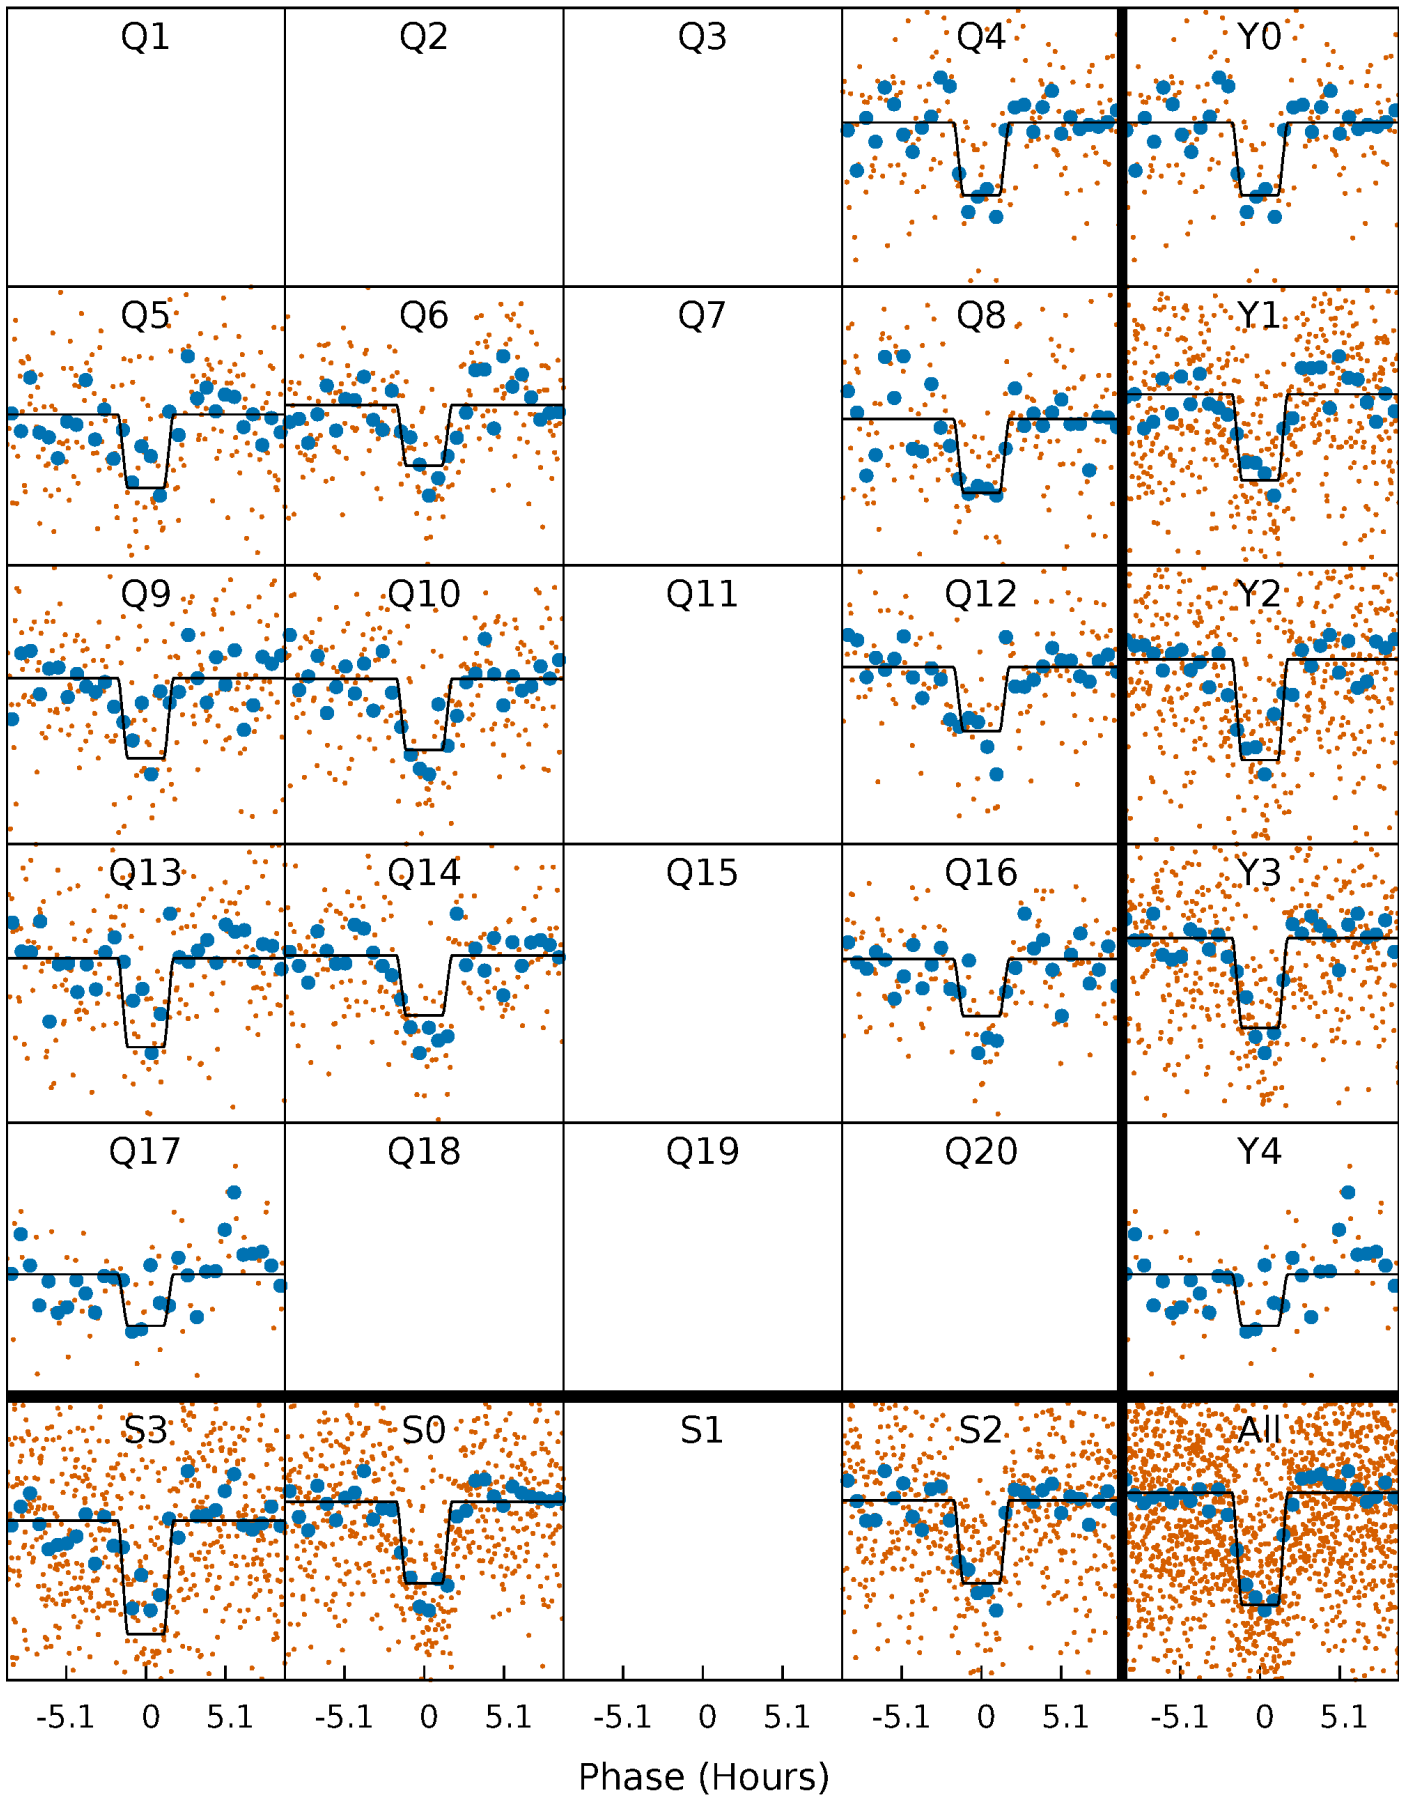 Q1 Q2 Q3 Q4 Y0
Q5 Q6 Q7 Q8 Y1
Q9 Q10 Q11 Q12 Y2
Q13 Q14 Q15 Q16 Y3
Q17 Q18 Q19 Q20 Y4
S3 S0 S1 S2 All
-5.1 0 5.1 -5.1 0 5.1 -5.1 0 5.1 -5.1 0 5.1 -5.1 0 5.1
Phase (Hours)